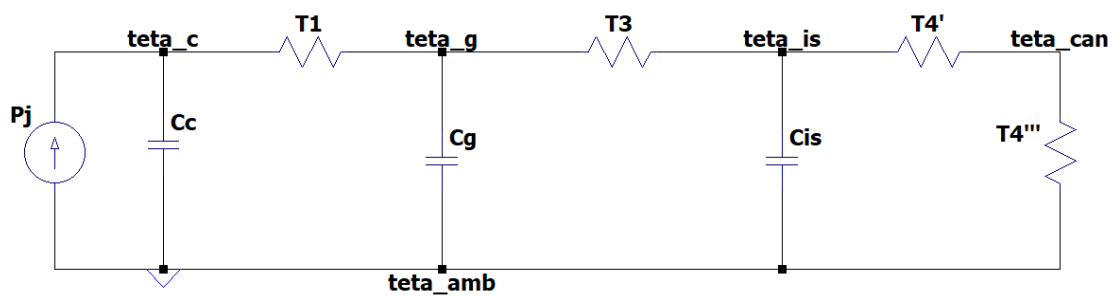 T1
T3
T4'
teta_c
teta_g
teta_is
teta_can
Pj
Cc
Cg
Cis
T4'''
teta_amb